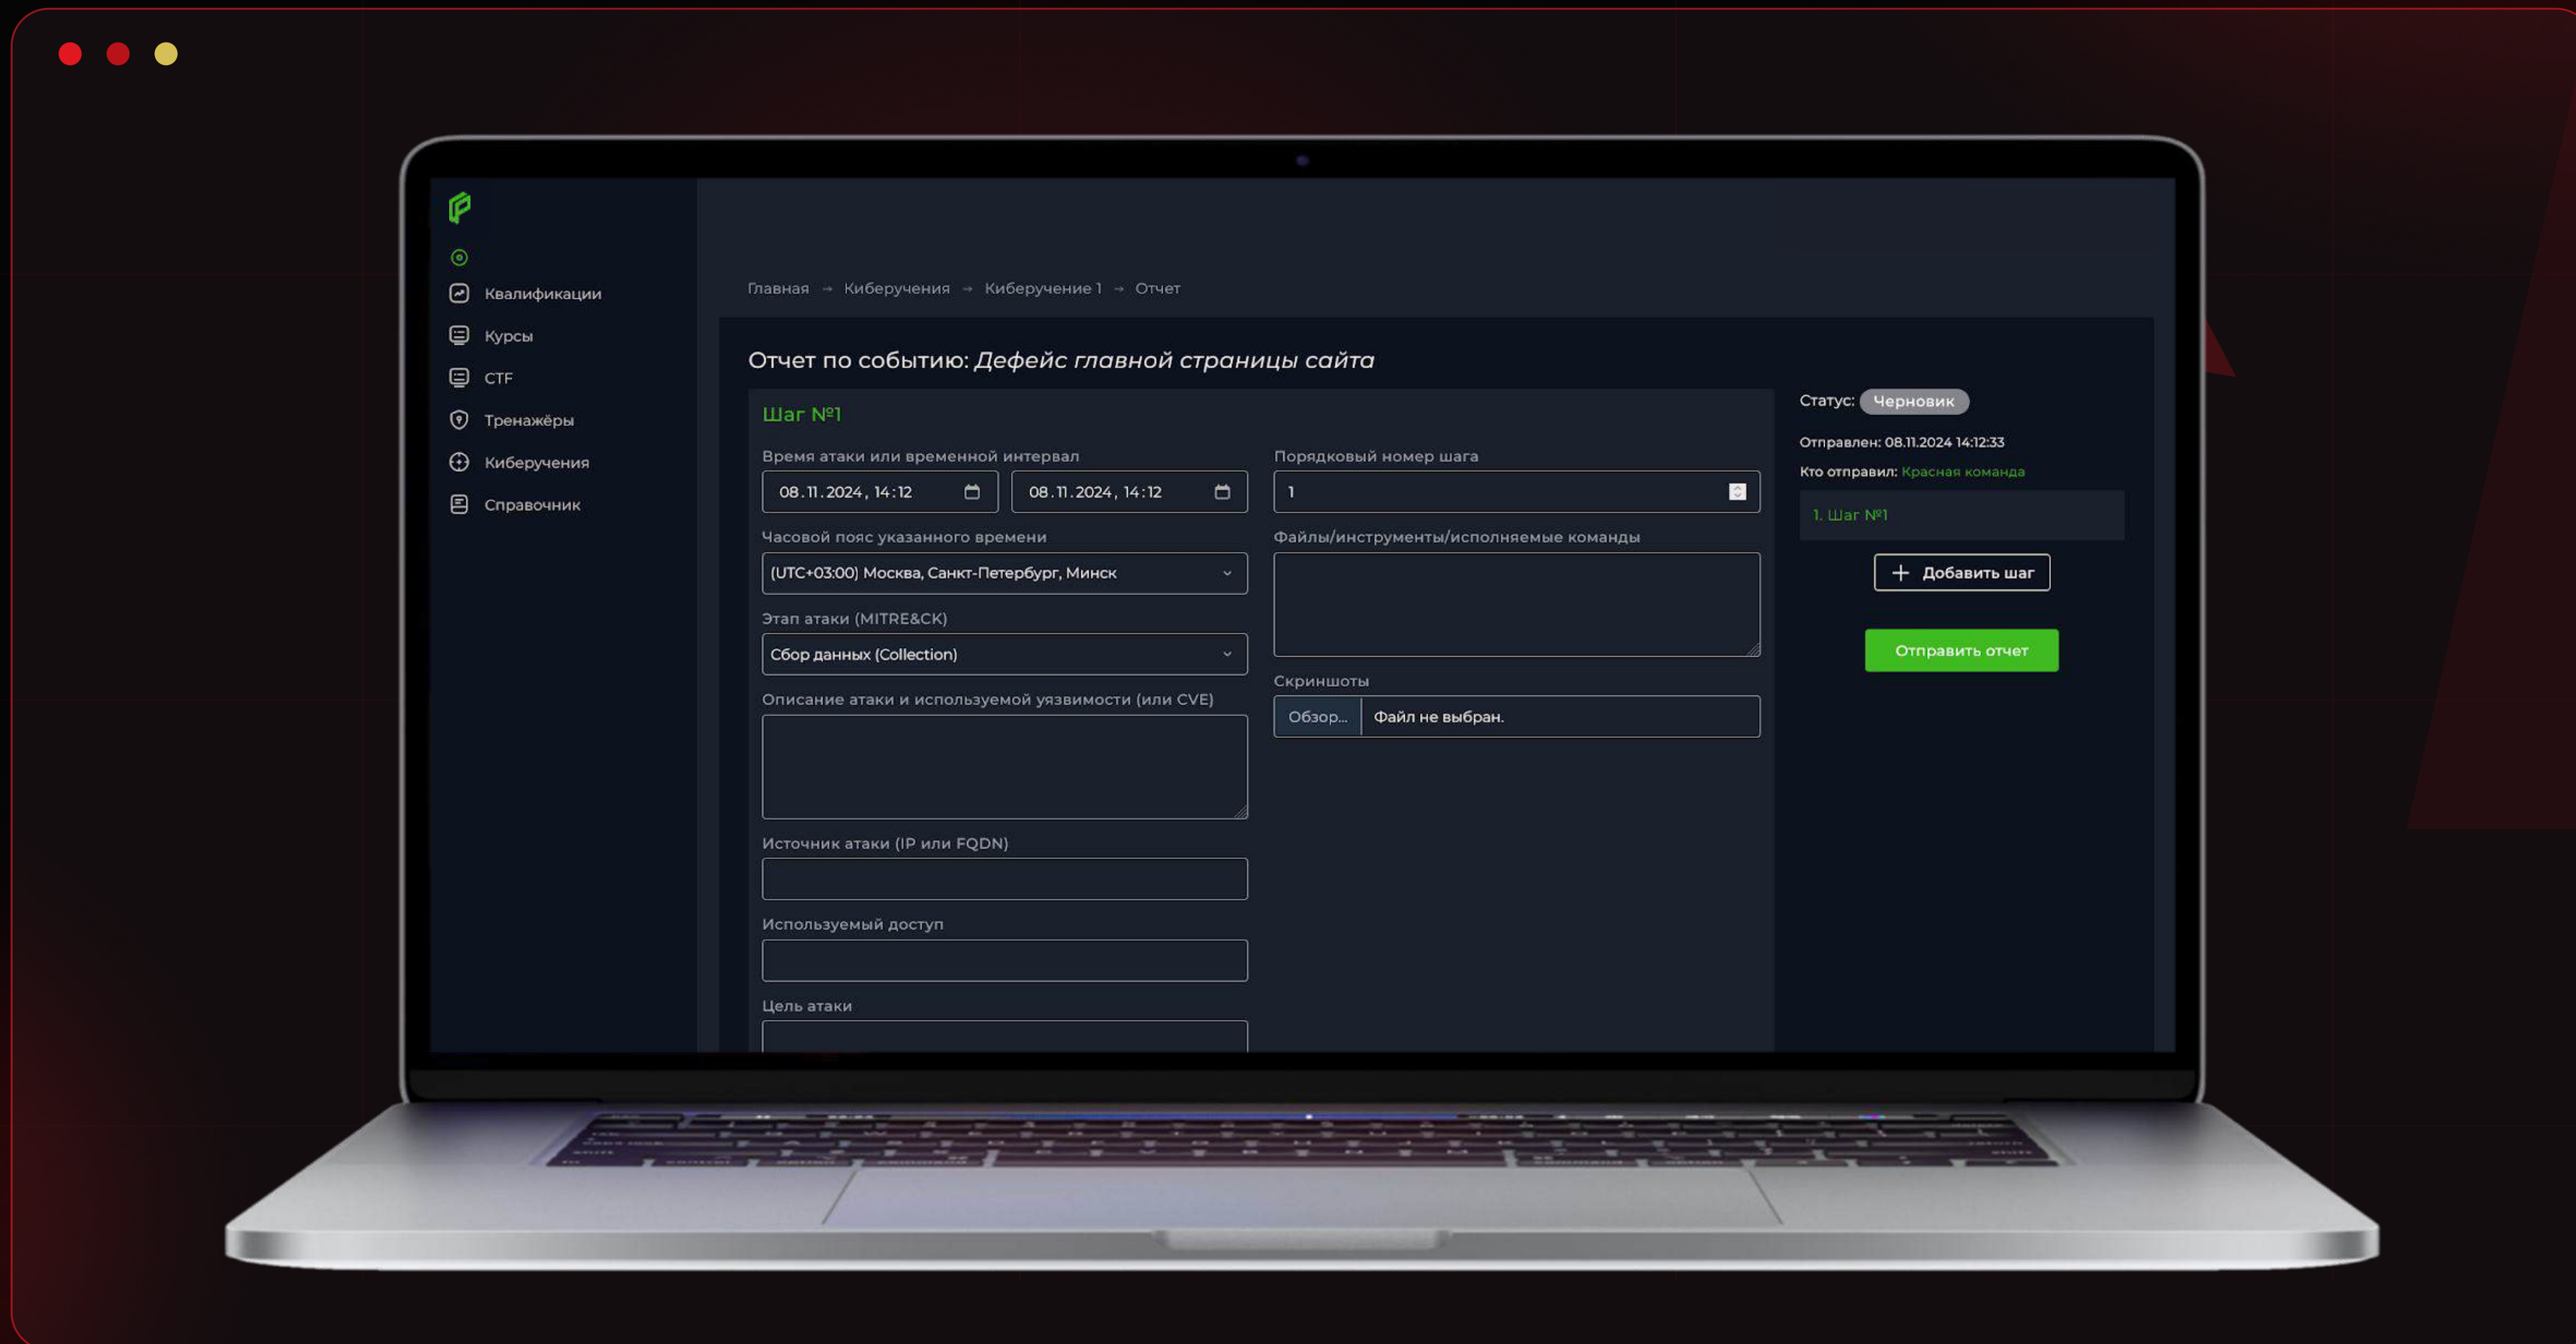 Квалификации
Курсы
CTF
Тренажёры
Киберучения
Справочник
Главная → Киберучения → Киберучение 1 → Отчет
Отчет по событию: Дефейс главной страницы сайта
Шаг №1
Время атаки или временной интервал
08.11.2024, 14:12
08.11.2024, 14:12
Часовой пояс указанного времени
(UTC+03:00) Москва, Санкт-Петербург, Минск
Этап атаки (MITRE&CK)
Сбор данных (Collection)
Описание атаки и используемой уязвимости (или CVE)
Источник атаки (IP или FQDN)
Используемый доступ
Цель атаки
Порядковый номер шага
1
Файлы/инструменты/исполняемые команды
Скриншоты
Обзор... Файл не выбран.
Статус: Черновик
Отправлен: 08.11.2024 14:12:33
Кто отправил: Красная команда
1. Шаг №1
+ Добавить шаг
Отправить отчет